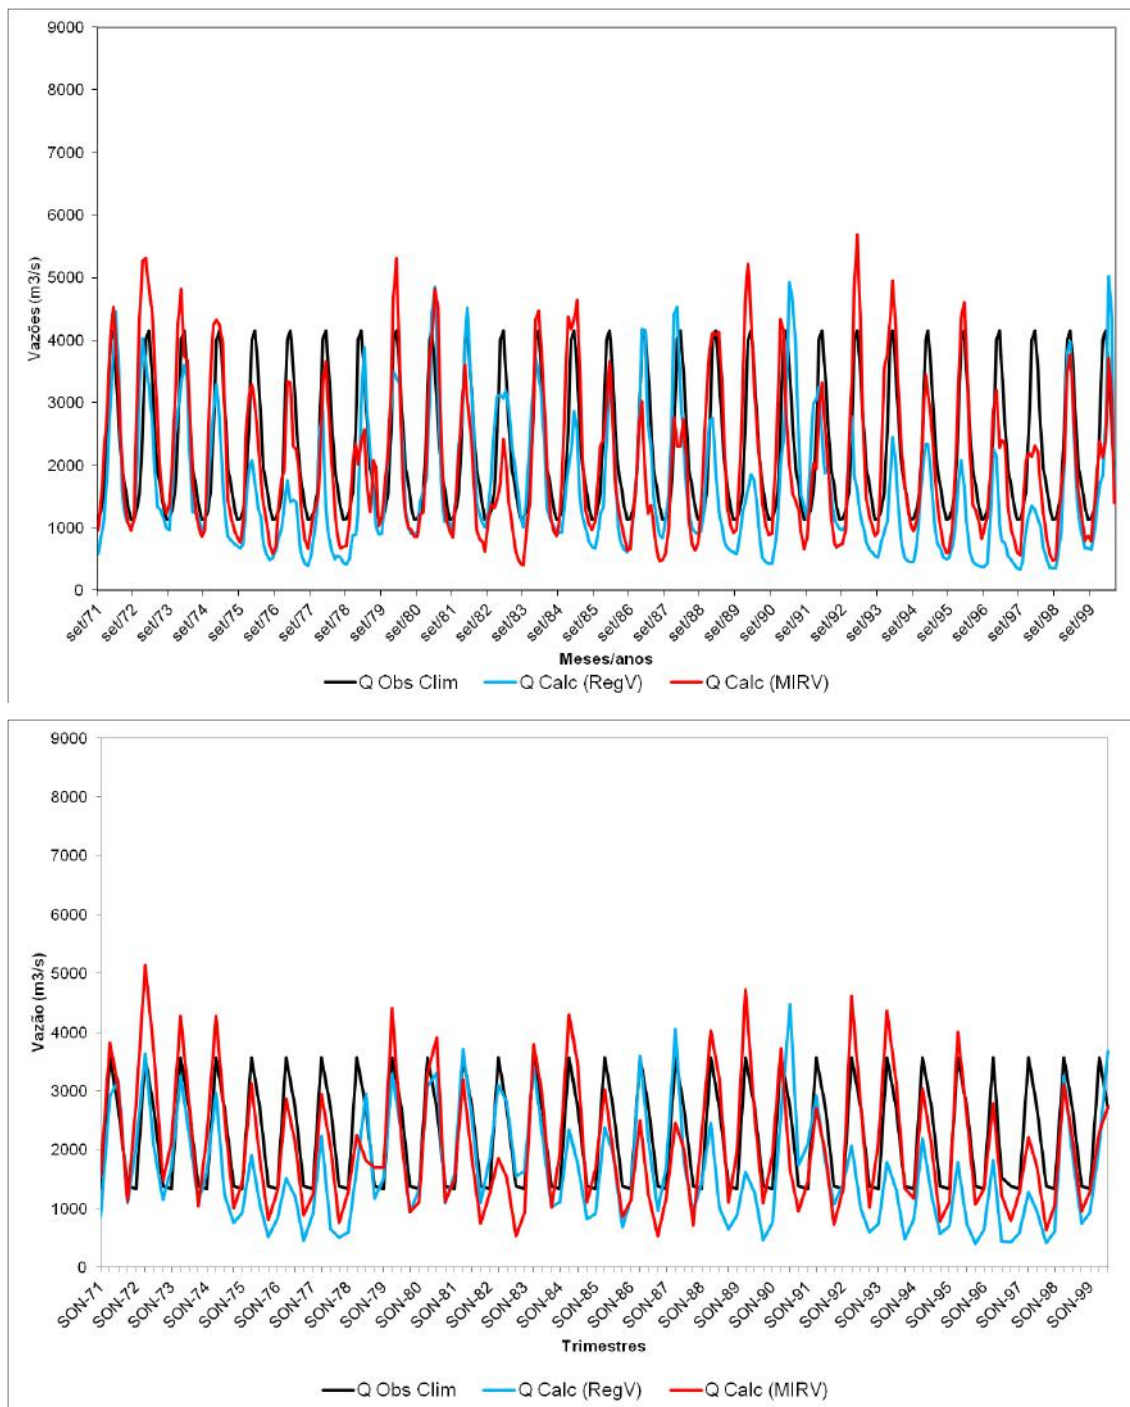 9000
8000
7000
6000
5000
4000
3000
2000
1000
0
Vazões (m3/s)
set/71
set/72
set/73
set/74
set/75
set/76
set/77
set/78
set/79
set/80
set/81
set/82
set/83
set/84
set/85
set/86
set/87
set/88
set/89
set/90
set/91
set/92
set/93
set/94
set/95
set/96
set/97
set/98
set/99
Meses/anos
Q Obs Clim Q Calc (RegV) Q Calc (MIRV)
9000
8000
7000
6000
5000
4000
3000
2000
1000
0
Vazão (m3/s)
SON-71
SON-72
SON-73
SON-74
SON-75
SON-76
SON-77
SON-78
SON-79
SON-80
SON-81
SON-82
SON-83
SON-84
SON-85
SON-86
SON-87
SON-88
SON-89
SON-90
SON-91
SON-92
SON-93
SON-94
SON-95
SON-96
SON-97
SON-98
SON-99
Trimestres
Q Obs Clim Q Calc (RegV) Q Calc (MIRV)